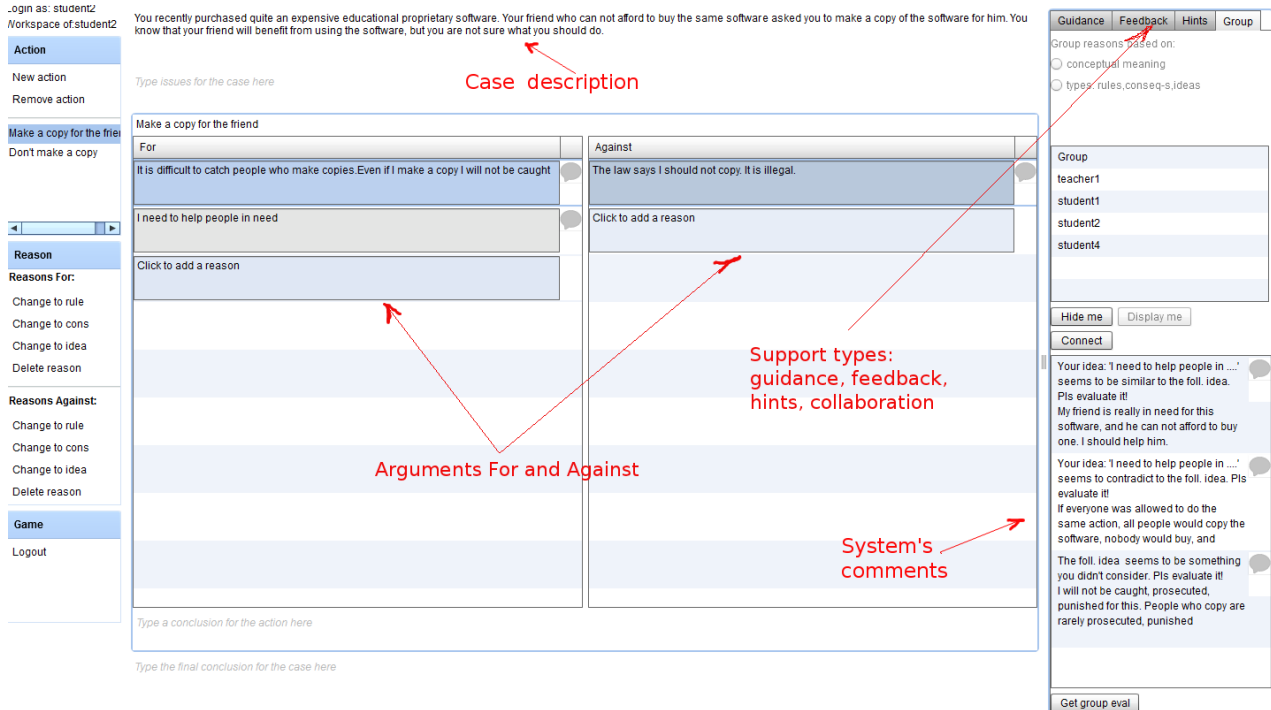 Login as: student2
Workspace of:student2
Action
New action
Remove action
Make a copy for the frie
Don't make a copy
Reason
Reasons For:
Change to rule
Change to cons
Change to idea
Delete reason
Reasons Against:
Change to rule
Change to cons
Change to idea
Delete reason
Game
Logout
You recently purchased quite an expensive educational proprietary software. Your friend who can not afford to buy the same software asked you to make a copy of the software for him. You
know that your friend will benefit from using the software, but you are not sure what you should do.
Case description
Type issues for the case here
Make a copy for the friend
For
Against
It is difficult to catch people who make copies.Even if I make a copy I will not be caught
The law says I should not copy. It is illegal.
I need to help people in need
Click to add a reason
Click to add a reason
Support types:
guidance, feedback,
hints, collaboration
Arguments For and Against
System's
comments
Type a conclusion for the action here
Type the final conclusion for the case here
Guidance
Feedback
Hints
Group
Group reasons based on:
conceptual meaning
types: rules,conseq-s,ideas
Group
teacher1
student1
student2
student4
Hide me
Display me
Connect
Your idea: 'I need to help people in ....'
seems to be similar to the foll. idea.
Pls evaluate it!
My friend is really in need for this
software, and he can not afford to buy
one. I should help him.
Your idea: 'I need to help people in ....'
seems to contradict to the foll. idea. Pls
evaluate it!
If everyone was allowed to do the
same action, all people would copy the
software, nobody would buy, and
The foll. idea  seems to be something
you didn't consider. Pls evaluate it!
I will not be caught, prosecuted,
punished for this. People who copy are
rarely prosecuted, punished
Get group eval